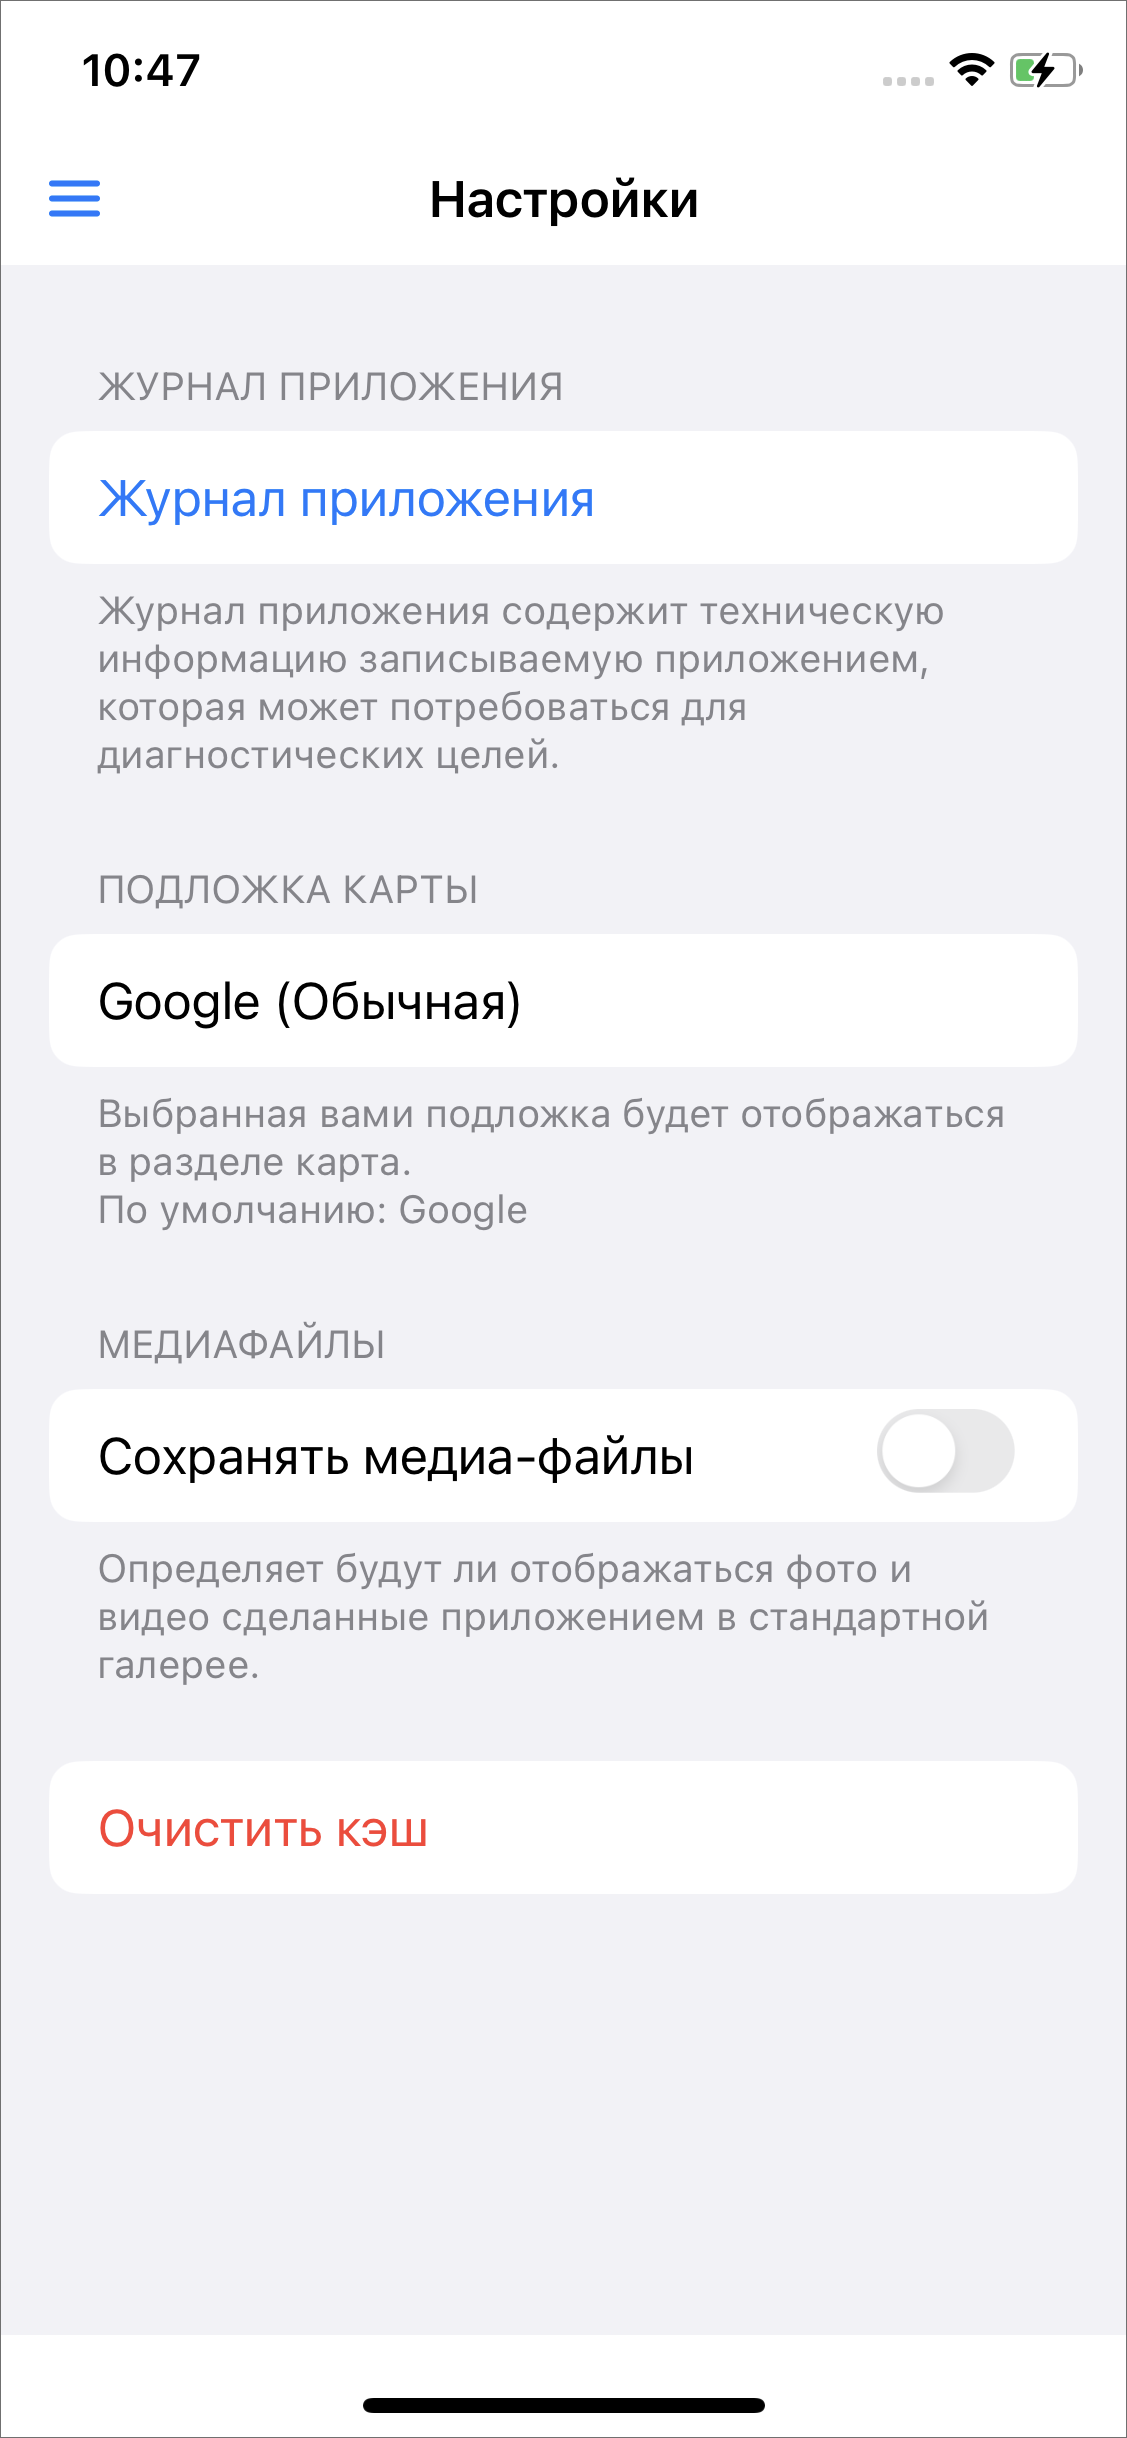 10:47
Настройки
ЖУРНАЛ ПРИЛОЖЕНИЯ
Журнал приложения
Журнал приложения содержит техническую
информацию записываемую приложением,
которая может потребоваться для
диагностических целей.
ПОДЛОЖКА КАРТЫ
Google (Обычная)
Выбранная вами подложка будет отображаться
в разделе карта.
По умолчанию: Google
МЕДИАФАЙЛЫ
Сохранять медиа-файлы
Определяет будут ли отображаться фото и
видео сделанные приложением в стандартной
галерее.
Очистить кэш